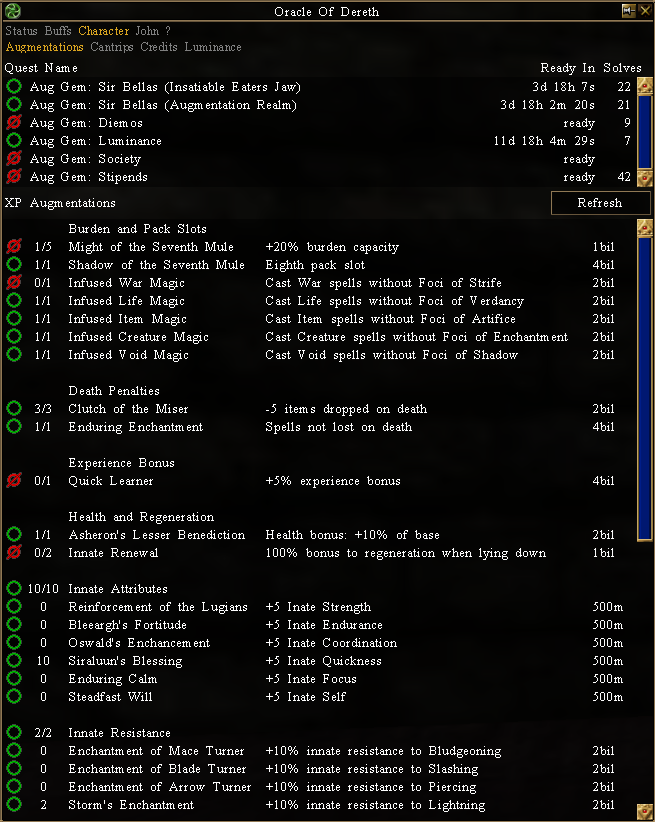 Oracle Of Dereth
Status Buffs Character John ?
Augmentations Cantrips Credits Luminance
Quest Name Ready In Solves
Aug Gem: Sir Bellas (Insatiable Eaters Jaw) 3d 18h 7s 22
Aug Gem: Sir Bellas (Augmentation Realm) 3d 18h 2m 20s 21
Aug Gem: Diemos ready 9
Aug Gem: Luminance 11d 18h 4m 29s 7
Aug Gem: Society ready
Aug Gem: Stipends ready 42
XP Augmentations Refresh
Burden and Pack Slots
1/5 Might of the Seventh Mule +20% burden capacity 1bil
1/1 Shadow of the Seventh Mule Eighth pack slot 4bil
0/1 Infused War Magic Cast War spells without Foci of Strife 2bil
1/1 Infused Life Magic Cast Life spells without Foci of Verdancy 2bil
1/1 Infused Item Magic Cast Item spells without Foci of Artifice 2bil
1/1 Infused Creature Magic Cast Creature spells without Foci of Enchantment 2bil
1/1 Infused Void Magic Cast Void spells without Foci of Shadow 2bil
Death Penalties
3/3 Clutch of the Miser -5 items dropped on death 2bil
1/1 Enduring Enchantment Spells not lost on death 4bil
Experience Bonus
0/1 Quick Learner +5% experience bonus 4bil
Health and Regeneration
1/1 Asheron's Lesser Benediction Health bonus: +10% of base 2bil
0/2 Innate Renewal 100% bonus to regeneration when lying down 1bil
10/10 Innate Attributes
0 Reinforcement of the Lugians +5 Inate Strength 500m
0 Bleeargh's Fortitude +5 Inate Endurance 500m
0 Oswald's Enchancement +5 Inate Coordination 500m
10 Siraluun's Blessing +5 Inate Quickness 500m
0 Enduring Calm +5 Inate Focus 500m
0 Steadfast Will +5 Inate Self 500m
2/2 Innate Resistance
0 Enchantment of Mace Turner +10% innate resistance to Bludgeoning 2bil
0 Enchantment of Blade Turner +10% innate resistance to Slashing 2bil
0 Enchantment of Arrow Turner +10% innate resistance to Piercing 2bil
2 Storm's Enchantment +10% innate resistance to Lightning 2bil